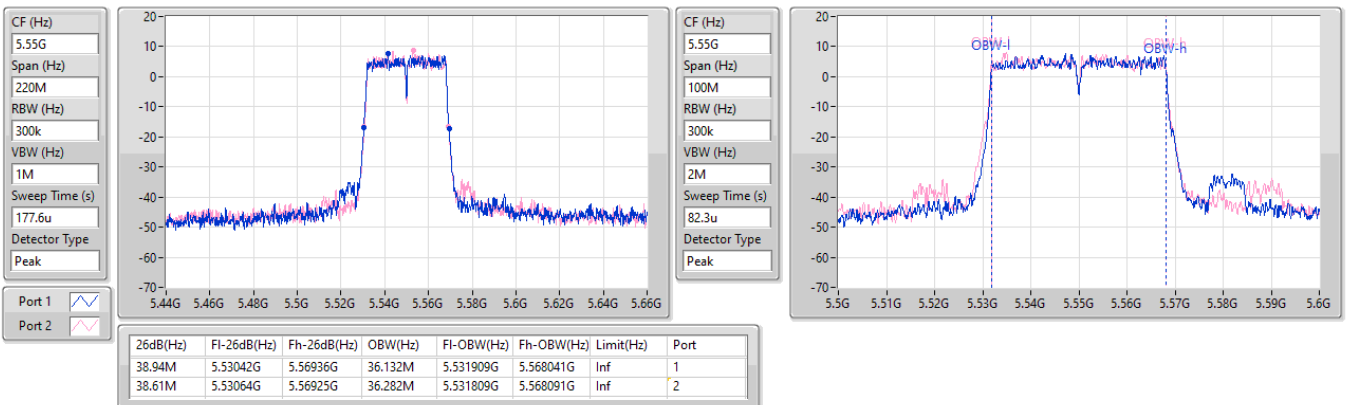 CF (Hz)
5.55G
Span (Hz)
220M
RBW (Hz)
300k
VBW (Hz)
1M
Sweep Time (s)
177.6u
Detector Type
Peak
20
10
0
-10
-20
-30
-40
-50
-60
-70
5.44G 5.46G 5.48G 5.5G 5.52G 5.54G 5.56G 5.58G 5.6G 5.62G 5.64G 5.66G
CF (Hz)
5.55G
Span (Hz)
100M
RBW (Hz)
300k
VBW (Hz)
2M
Sweep Time (s)
82.3u
Detector Type
Peak
20
10
0
-10
-20
-30
-40
-50
-60
-70
OBW-l OBW-h
OBW-l OBW-h
5.5G 5.51G 5.52G 5.53G 5.54G 5.55G 5.56G 5.57G 5.58G 5.59G 5.6G
Port 1
Port 2
26dB(Hz) Fl-26dB(Hz) Fh-26dB(Hz) OBW(Hz) Fl-OBW(Hz) Fh-OBW(Hz) Limit(Hz) Port
38.94M 5.53042G 5.56936G 36.132M 5.531909G 5.568041G Inf 1
38.61M 5.53064G 5.56925G 36.282M 5.531809G 5.568091G Inf 2